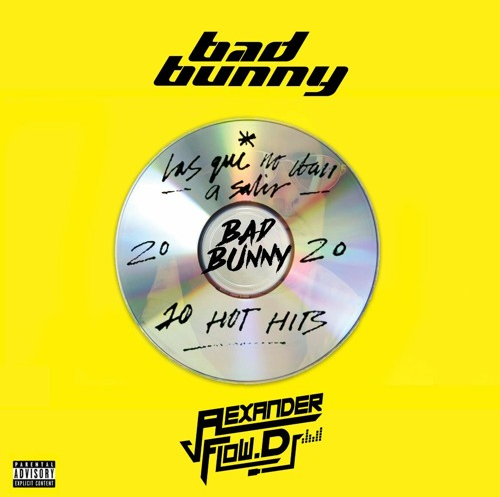 bad
bunny
*
las que no iban
— a salir —
20 BAD 20
BUNNY
10 HOT HITS
ALEXANDER
FLOW.DJ
PARENTAL
ADVISORY
EXPLICIT CONTENT